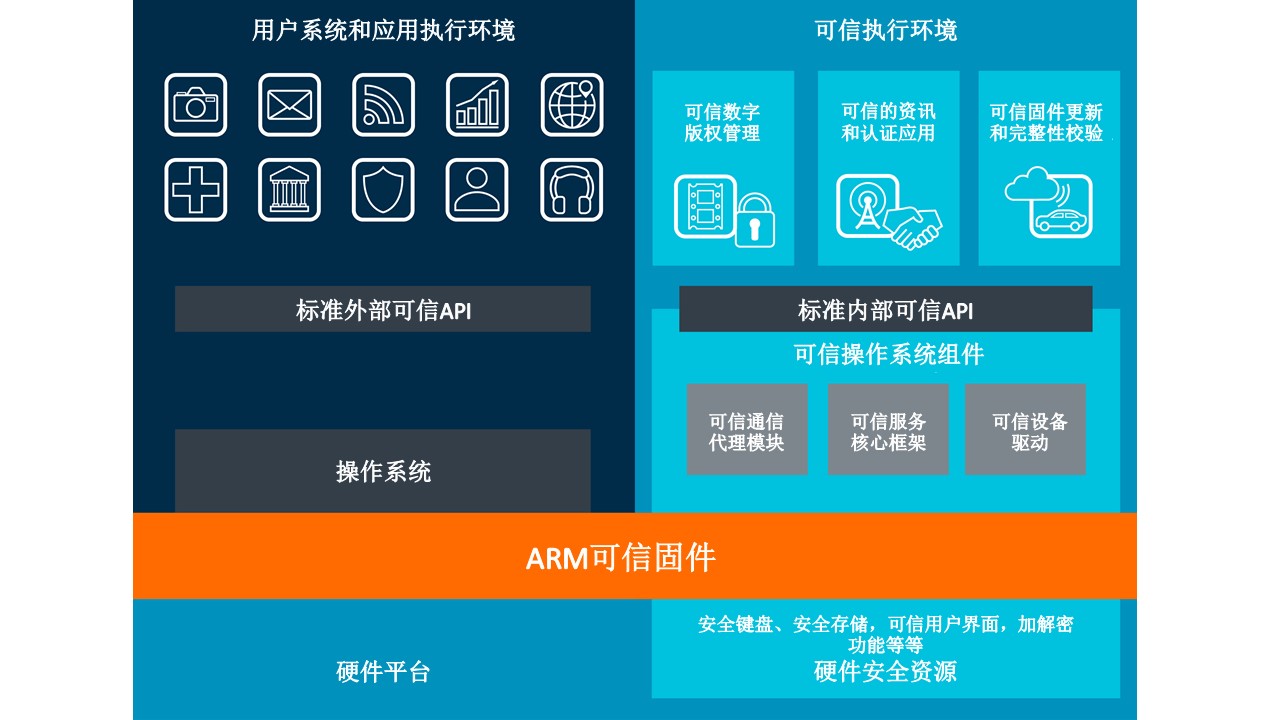 用户系统和应用执行环境
可信执行环境
可信数字
版权管理
可信的资讯
和认证应用
可信固件更新
和完整性校验
标准外部可信API
标准内部可信API
可信操作系统组件
可信通信
代理模块
可信服务
核心框架
可信设备
驱动
操作系统
ARM可信固件
安全键盘、安全存储，可信用户界面，加解密
功能等等
硬件平台
硬件安全资源